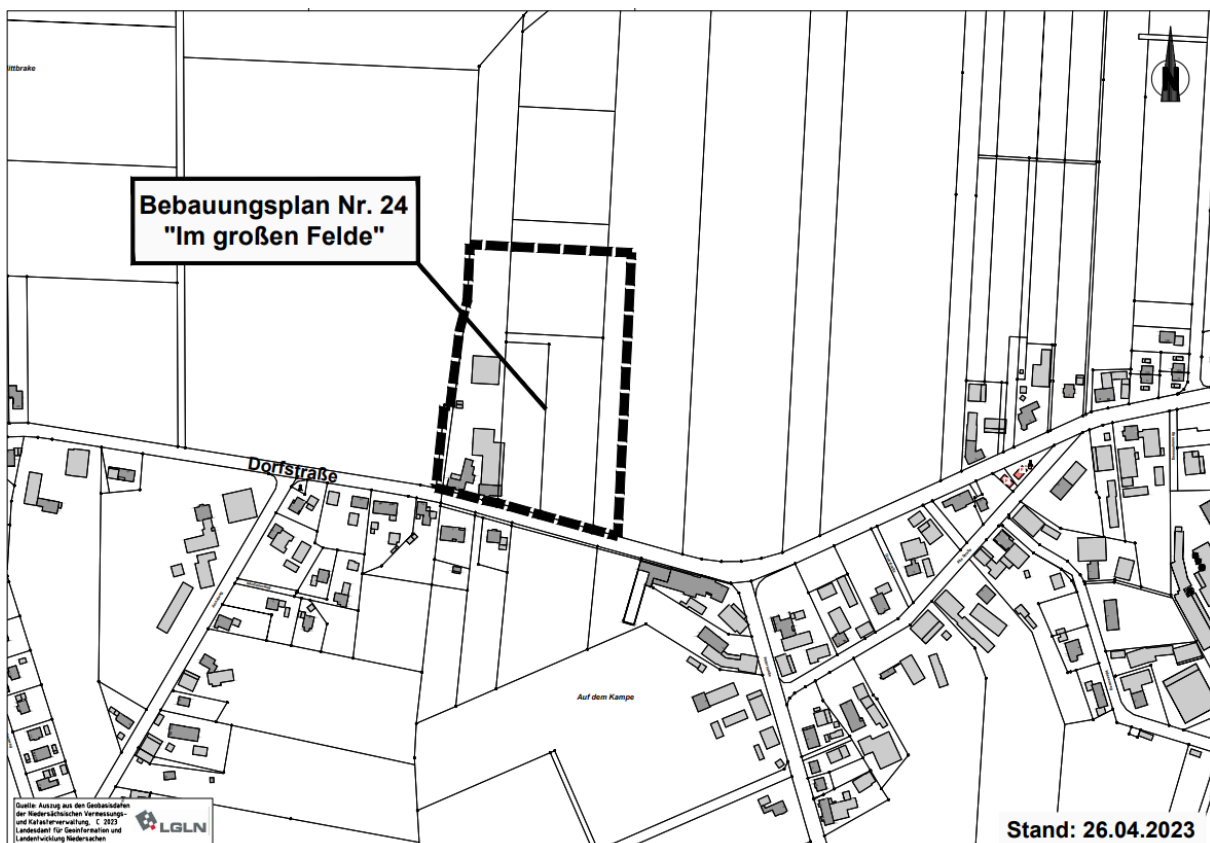 ittbrake
N
Bebauungsplan Nr. 24
"Im großen Felde"
Dorfstraße
Auf dem Kampe
Quelle: Auszug aus den Geobasisdaten
der Niedersächsischen Vermessungs-
und Katasterverwaltung, C 2023
Landesamt für Geoinformation und
Landentwicklung Niedersachen
LGLN
Stand: 26.04.2023